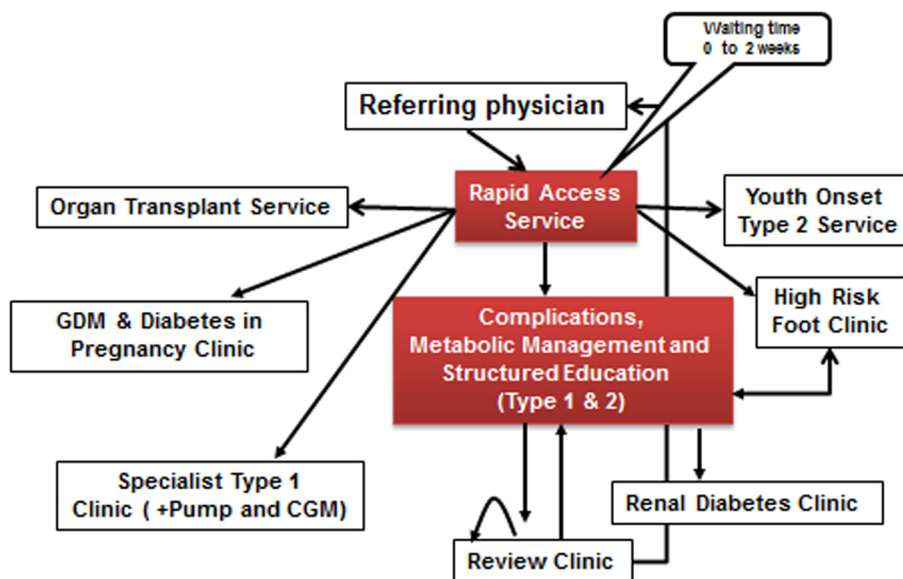 Waiting time
0 to 2 weeks
Referring physician
Rapid Access
Service
Organ Transplant Service
Youth Onset
Type 2 Service
GDM & Diabetes in
Pregnancy Clinic
Complications,
Metabolic Management and
Structured Education
(Type 1 & 2)
High Risk
Foot Clinic
Specialist Type 1
Clinic ( +Pump and CGM)
Renal Diabetes Clinic
Review Clinic